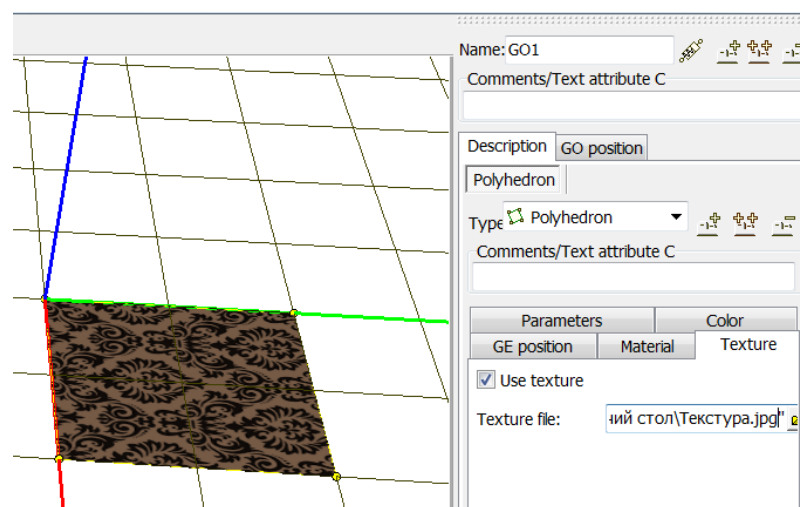 Name: GO1
Comments/Text attribute C
Description GO position
Polyhedron
Type Polyhedron
Comments/Text attribute C
Parameters Color
GE position Material Texture
Use texture
Texture file: ний стол\Текстура.jpg"